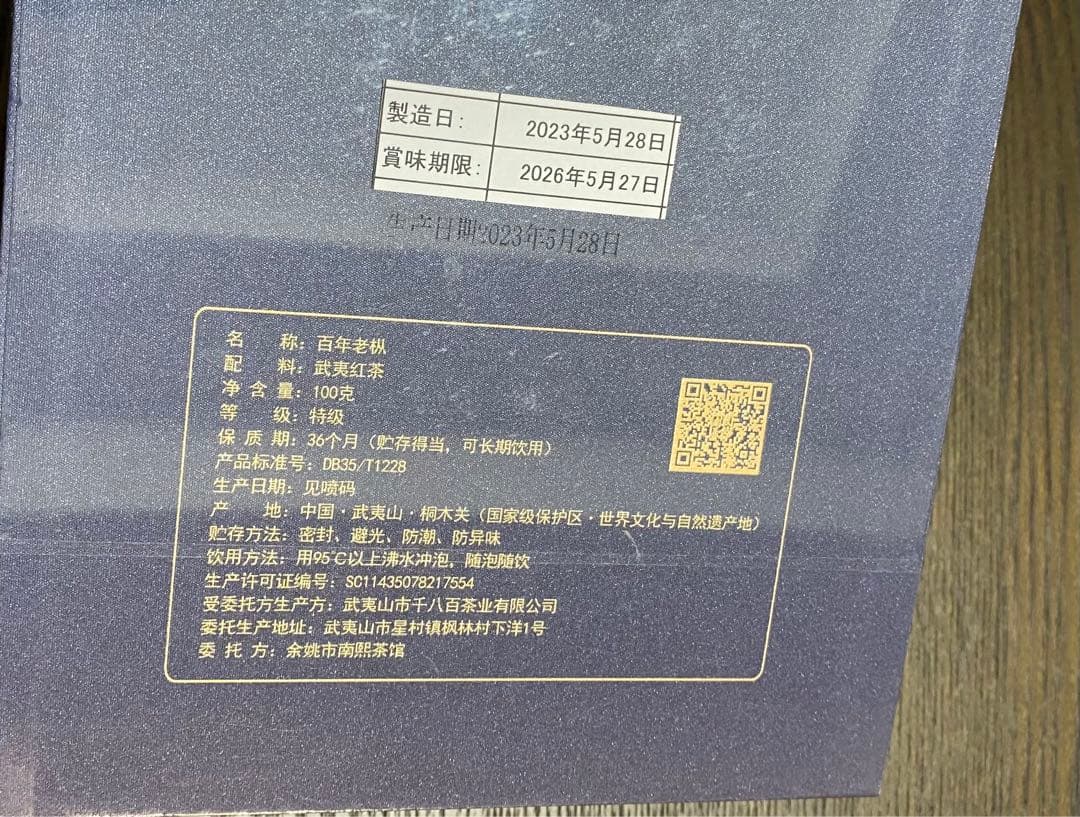 製造日: 2023年5月28日
賞味期限: 2026年5月27日
生产日期:2023年5月28日
名 称: 百年老枞
配 料: 武夷红茶
净含量: 100克
等 级: 特级
保质期: 36个月（贮存得当，可长期饮用）
产品标准号: DB35/T1228
生产日期: 见喷码
产 地: 中国·武夷山·桐木关（国家级保护区·世界文化与自然遗产地）
贮存方法: 密封、避光、防潮、防异味
饮用方法: 用95℃以上沸水冲泡，随泡随饮
生产许可证编号: SC11435078217554
受委托方生产方: 武夷山市千八百茶业有限公司
委托生产地址: 武夷山市星村镇枫林村下洋1号
委托方: 余姚市南熙茶馆